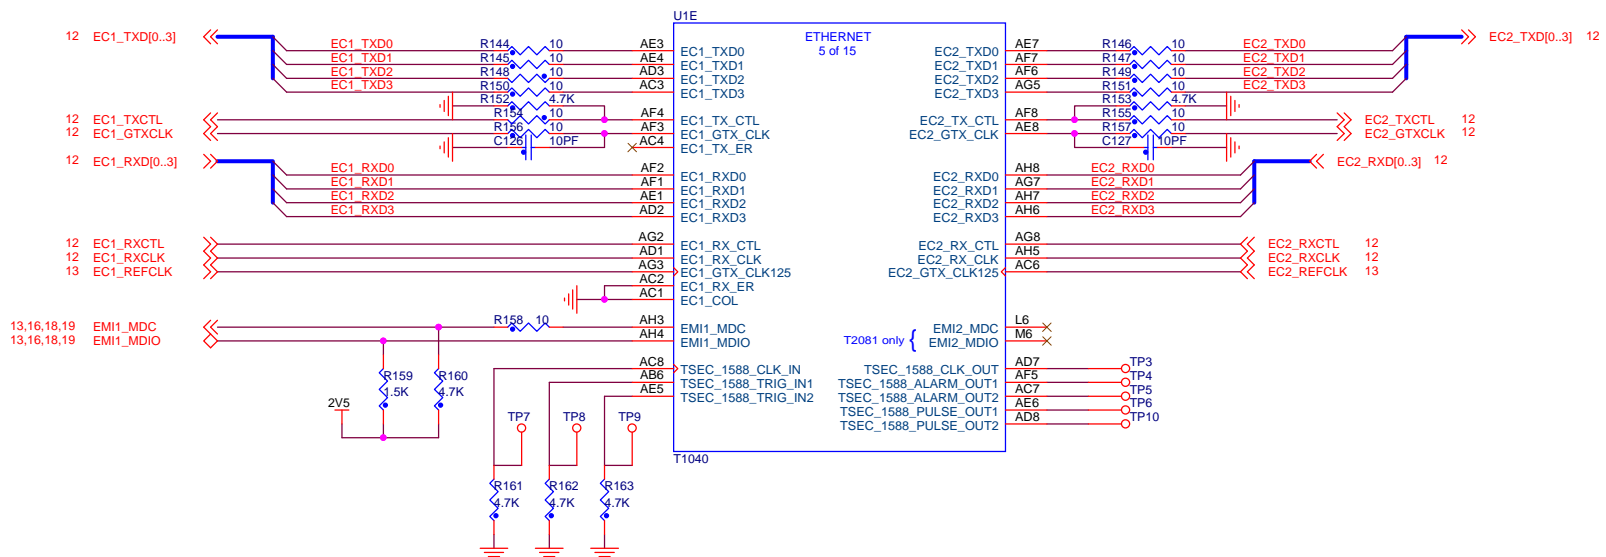 U1E
ETHERNET
5 of 15
12 EC1_TXD[0..3]
EC1_TXD0 R144 10 AE3 EC1_TXD0
EC1_TXD1 R145 10 AE4 EC1_TXD1
EC1_TXD2 R148 10 AD3 EC1_TXD2
EC1_TXD3 R150 10 AC3 EC1_TXD3
R152 4.7K
12 EC1_TXCTL R154 10 AF4 EC1_TX_CTL
12 EC1_GTXCLK R156 10 AF3 EC1_GTX_CLK
C126 10PF AC4 EC1_TX_ER
12 EC1_RXD[0..3]
EC1_RXD0 AF2 EC1_RXD0
EC1_RXD1 AF1 EC1_RXD1
EC1_RXD2 AE1 EC1_RXD2
EC1_RXD3 AD2 EC1_RXD3
12 EC1_RXCTL AG2 EC1_RX_CTL
12 EC1_RXCLK AD1 EC1_RX_CLK
13 EC1_REFCLK AG3 EC1_GTX_CLK125
AC2 EC1_RX_ER
AC1 EC1_COL
13,16,18,19 EMI1_MDC R158 10 AH3 EMI1_MDC
13,16,18,19 EMI1_MDIO AH4 EMI1_MDIO
AC8 TSEC_1588_CLK_IN
AB6 TSEC_1588_TRIG_IN1
AE5 TSEC_1588_TRIG_IN2
R159 R160
1.5K 4.7K
2V5
TP7 TP8 TP9
R161 R162 R163
4.7K 4.7K 4.7K
EC2_TXD[0..3] 12
EC2_TXD0 AE7 R146 10 EC2_TXD0
EC2_TXD1 AF7 R147 10 EC2_TXD1
EC2_TXD2 AF6 R149 10 EC2_TXD2
EC2_TXD3 AG5 R151 10 EC2_TXD3
R153 4.7K
EC2_TX_CTL AF8 R155 10 EC2_TXCTL 12
EC2_GTX_CLK AE8 R157 10 EC2_GTXCLK 12
C127 10PF
EC2_RXD[0..3] 12
EC2_RXD0 AH8 EC2_RXD0
EC2_RXD1 AG7 EC2_RXD1
EC2_RXD2 AH7 EC2_RXD2
EC2_RXD3 AH6 EC2_RXD3
EC2_RX_CTL AG8 EC2_RXCTL 12
EC2_RX_CLK AH5 EC2_RXCLK 12
EC2_GTX_CLK125 AC6 EC2_REFCLK 13
T2081 only {
EMI2_MDC L6
EMI2_MDIO M6
TSEC_1588_CLK_OUT AD7 TP3
TSEC_1588_ALARM_OUT1 AF5 TP4
TSEC_1588_ALARM_OUT2 AC7 TP5
TSEC_1588_PULSE_OUT1 AE6 TP6
TSEC_1588_PULSE_OUT2 AD8 TP10
T1040